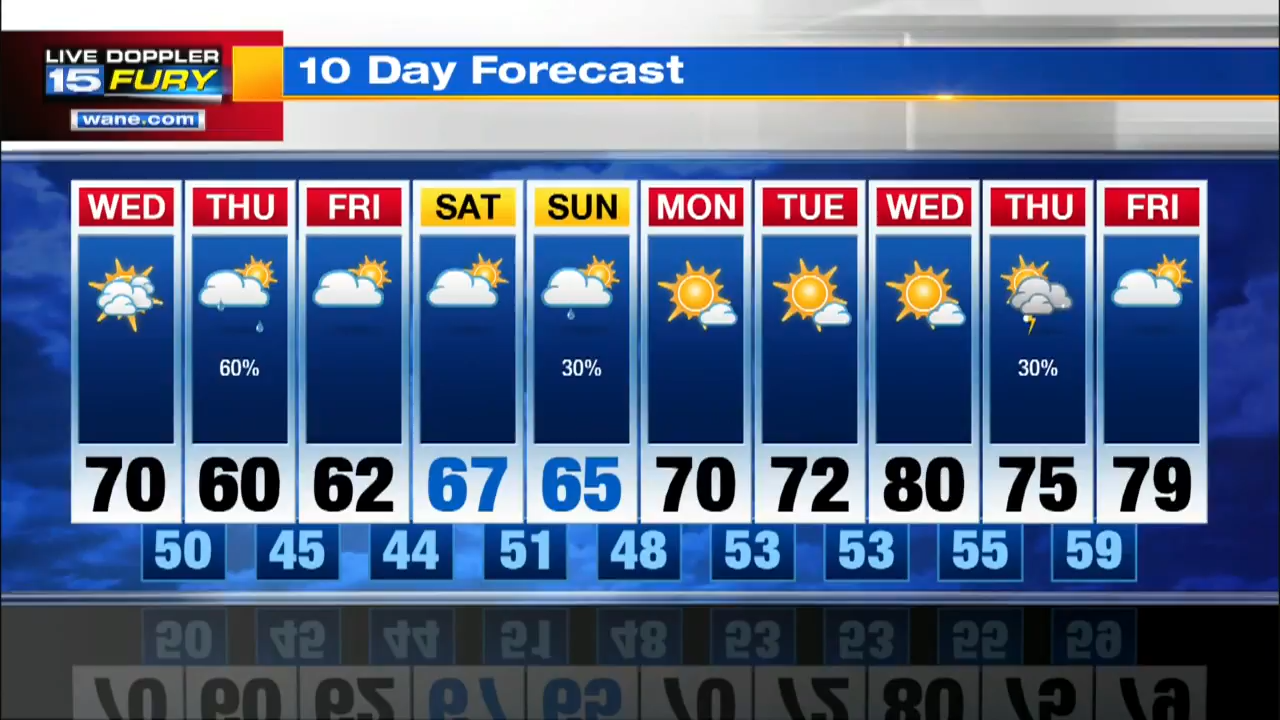 LIVE DOPPLER
15 FURY
wane.com
10 Day Forecast
WED THU FRI SAT SUN MON TUE WED THU FRI
60% 30% 30%
70 60 62 67 65 70 72 80 75 79
50 45 44 51 48 53 53 55 59